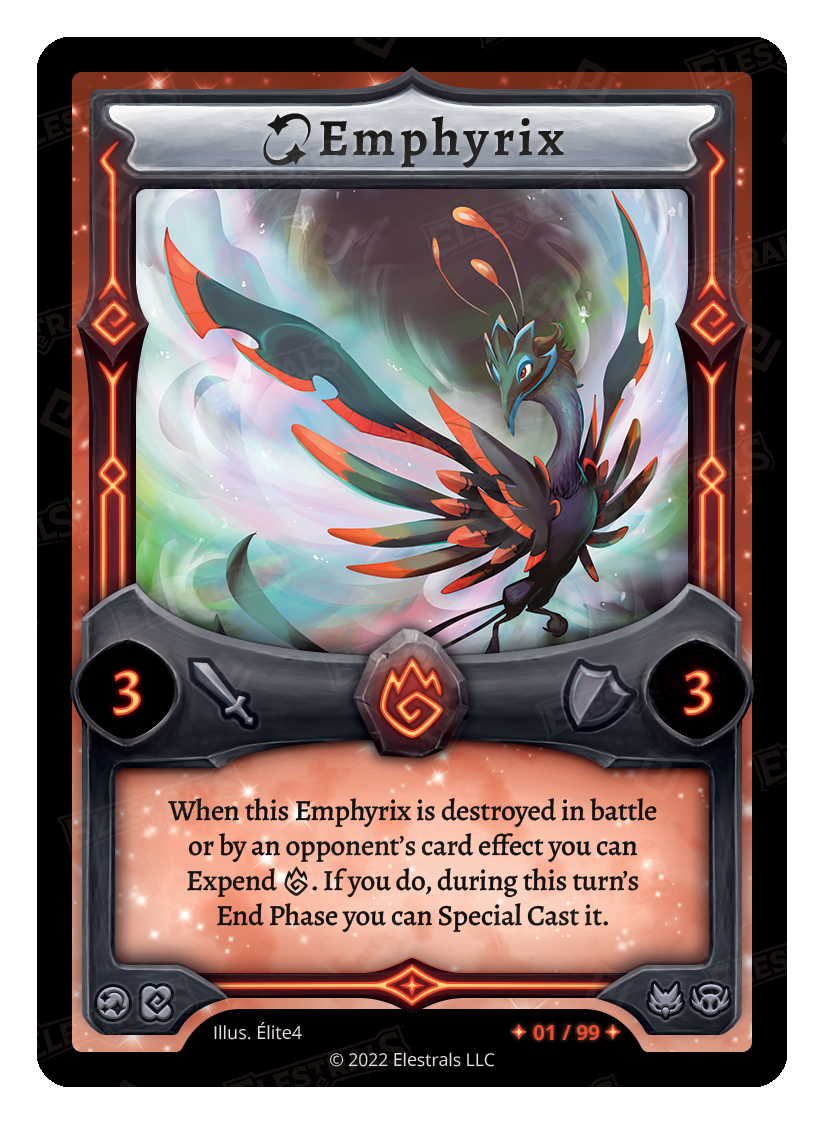 Emphyrix
3
3
When this Emphyrix is destroyed in battle
or by an opponent's card effect you can
Expend . If you do, during this turn's
End Phase you can Special Cast it.
Illus. Élite4
01 / 99
© 2022 Elestrals LLC